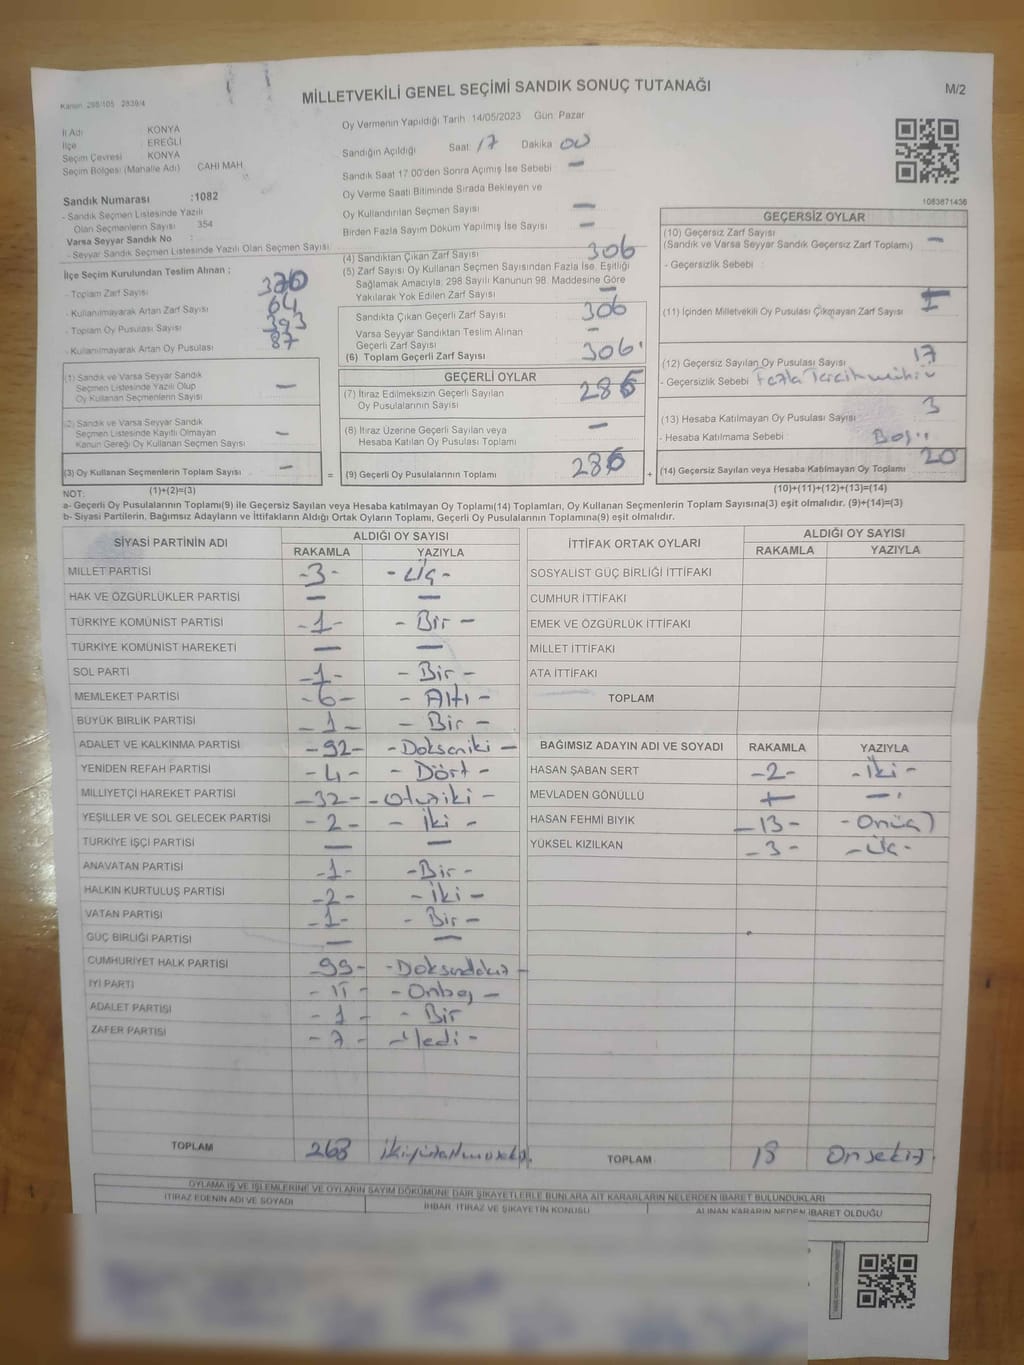 Kanun: 298/105 2839/4
MİLLETVEKİLİ GENEL SEÇİMİ SANDIK SONUÇ TUTANAĞI
M/2
İl Adı : KONYA
İlçe : EREĞLİ
Seçim Çevresi : KONYA
Seçim Bölgesi (Mahalle Adı) : CAHI MAH.
Sandık Numarası :1082
- Sandık Seçmen Listesinde Yazılı
Olan Seçmenlerin Sayısı : 354
Varsa Seyyar Sandık No :
- Seyyar Sandık Seçmen Listesinde Yazılı Olan Seçmen Sayısı:
İlçe Seçim Kurulundan Teslim Alınan :
- Toplam Zarf Sayısı 370
- Kullanılmayarak Artan Zarf Sayısı 64
- Toplam Oy Pusulası Sayısı 393
- Kullanılmayarak Artan Oy Pusulası 87
(1) Sandık ve Varsa Seyyar Sandık
Seçmen Listesinde Yazılı Olup
Oy Kullanan Seçmenlerin Sayısı —
(2) Sandık ve Varsa Seyyar Sandık
Seçmen Listesinde Kayıtlı Olmayan
Kanun Gereği Oy Kullanan Seçmen Sayısı —
(3) Oy Kullanan Seçmenlerin Toplam Sayısı —
(1)+(2)=(3)
Oy Vermenin Yapıldığı Tarih :14/05/2023 Gün: Pazar
Sandığın Açıldığı Saat : 17 Dakika : 00
Sandık Saat 17.00'den Sonra Açımış İse Sebebi —
Oy Verme Saati Bitiminde Sırada Bekleyen ve
Oy Kullandırılan Seçmen Sayısı —
Birden Fazla Sayım Döküm Yapılmış İse Sayısı —
(4) Sandıktan Çıkan Zarf Sayısı 306
(5) Zarf Sayısı Oy Kullanan Seçmen Sayısından Fazla İse, Eşitliği
Sağlamak Amacıyla; 298 Sayılı Kanunun 98. Maddesine Göre
Yakılarak Yok Edilen Zarf Sayısı —
Sandıkta Çıkan Geçerli Zarf Sayısı 306
Varsa Seyyar Sandıktan Teslim Alınan
Geçerli Zarf Sayısı —
(6) Toplam Geçerli Zarf Sayısı 306
GEÇERLİ OYLAR
(7) İtiraz Edilmeksizin Geçerli Sayılan
Oy Pusulalarının Sayısı 286
(8) İtiraz Üzerine Geçerli Sayılan veya
Hesaba Katılan Oy Pusulası Toplamı —
= (9) Geçerli Oy Pusulalarının Toplamı 286 +
1083871436
GEÇERSİZ OYLAR
(10) Geçersiz Zarf Sayısı
(Sandık ve Varsa Seyyar Sandık Geçersiz Zarf Toplamı) —
- Geçersizlik Sebebi :
(11) İçinden Milletvekili Oy Pusulası Çıkmayan Zarf Sayısı
(12) Geçersiz Sayılan Oy Pusulası Sayısı 17
- Geçersizlik Sebebi Fazla Tercih mührü
(13) Hesaba Katılmayan Oy Pusulası Sayısı 3
- Hesaba Katılmama Sebebi Boş
(14) Geçersiz Sayılan veya Hesaba Katılmayan Oy Toplamı 20
(10)+(11)+(12)+(13)=(14)
NOT:
a- Geçerli Oy Pusulalarının Toplamı(9) ile Geçersiz Sayılan veya Hesaba katılmayan Oy Toplamı(14) Toplamları, Oy Kullanan Seçmenlerin Toplam Sayısına(3) eşit olmalıdır. (9)+(14)=(3)
b- Siyasi Partilerin, Bağımsız Adayların ve İttifakların Aldığı Ortak Oyların Toplamı, Geçerli Oy Pusulalarının Toplamına(9) eşit olmalıdır.
SİYASİ PARTİNİN ADI ALDIĞI OY SAYISI
RAKAMLA YAZIYLA
MİLLET PARTİSİ -3- -Üç-
HAK VE ÖZGÜRLÜKLER PARTİSİ — —
TÜRKİYE KOMÜNİST PARTİSİ -1- -Bir-
TÜRKİYE KOMÜNİST HAREKETİ — —
SOL PARTİ -1- -Bir-
MEMLEKET PARTİSİ -6- -Altı-
BÜYÜK BİRLİK PARTİSİ -1- -Bir-
ADALET VE KALKINMA PARTİSİ -92- -Doksaniki-
YENİDEN REFAH PARTİSİ -4- -Dört-
MİLLİYETÇİ HAREKET PARTİSİ -32- -Otuziki-
YEŞİLLER VE SOL GELECEK PARTİSİ -2- -İki-
TÜRKİYE İŞÇİ PARTİSİ — —
ANAVATAN PARTİSİ -1- -Bir-
HALKIN KURTULUŞ PARTİSİ -2- -İki-
VATAN PARTİSİ -1- -Bir-
GÜÇ BİRLİĞİ PARTİSİ — —
CUMHURİYET HALK PARTİSİ -99- -Doksandokuz-
İYİ PARTİ -15- -Onbeş-
ADALET PARTİSİ -1- -Bir
ZAFER PARTİSİ -7- -Yedi-
TOPLAM 268 İkiyüzaltmışsekiz
İTTİFAK ORTAK OYLARI ALDIĞI OY SAYISI
RAKAMLA YAZIYLA
SOSYALİST GÜÇ BİRLİĞİ İTTİFAKI
CUMHUR İTTİFAKI
EMEK VE ÖZGÜRLÜK İTTİFAKI
MİLLET İTTİFAKI
ATA İTTİFAKI
TOPLAM
BAĞIMSIZ ADAYIN ADI VE SOYADI RAKAMLA YAZIYLA
HASAN ŞABAN SERT -2- -İki-
MEVLADEN GÖNÜLLÜ — —
HASAN FEHMİ BIYIK -13- -Onüç
YÜKSEL KIZILKAN -3- -Üç-
TOPLAM 18 Onsekiz
OYLAMA İŞ VE İŞLEMLERİNE VE OYLARIN SAYIM DÖKÜMÜNE DAİR ŞİKAYETLERLE BUNLARA AİT KARARLARIN NELERDEN İBARET BULUNDUKLARI
İTİRAZ EDENİN ADI VE SOYADI İHBAR, İTİRAZ VE ŞİKAYETİN KONUSU ALINAN KARARIN NEDEN İBARET OLDUĞU